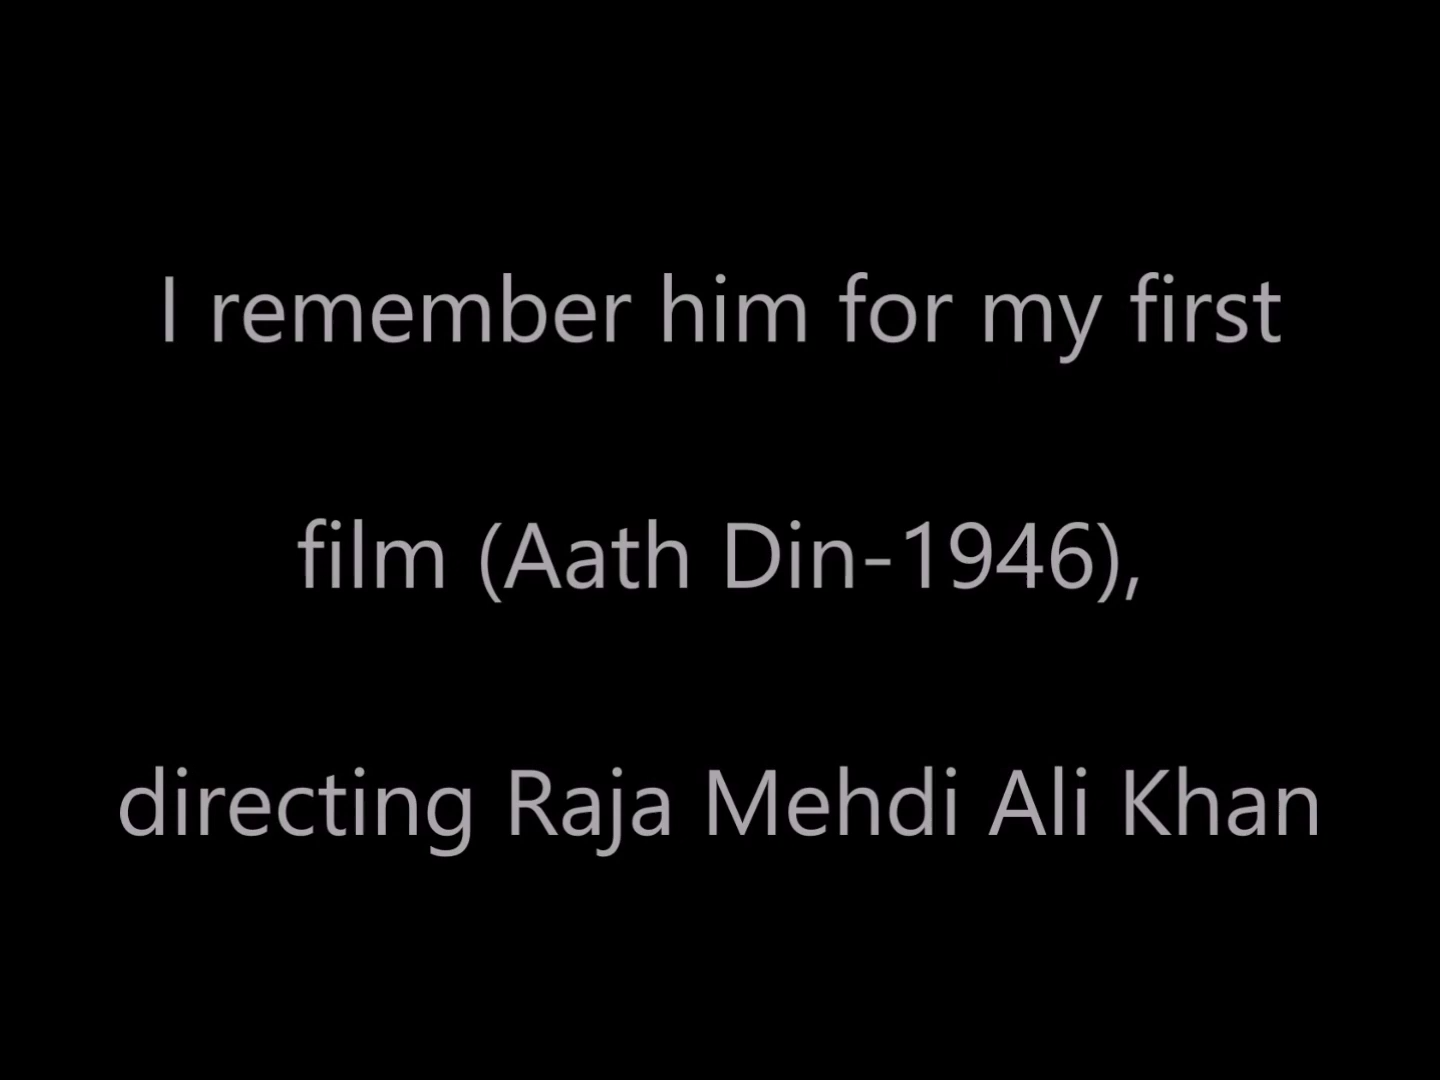 I remember him for my first
film (Aath Din-1946),
directing Raja Mehdi Ali Khan